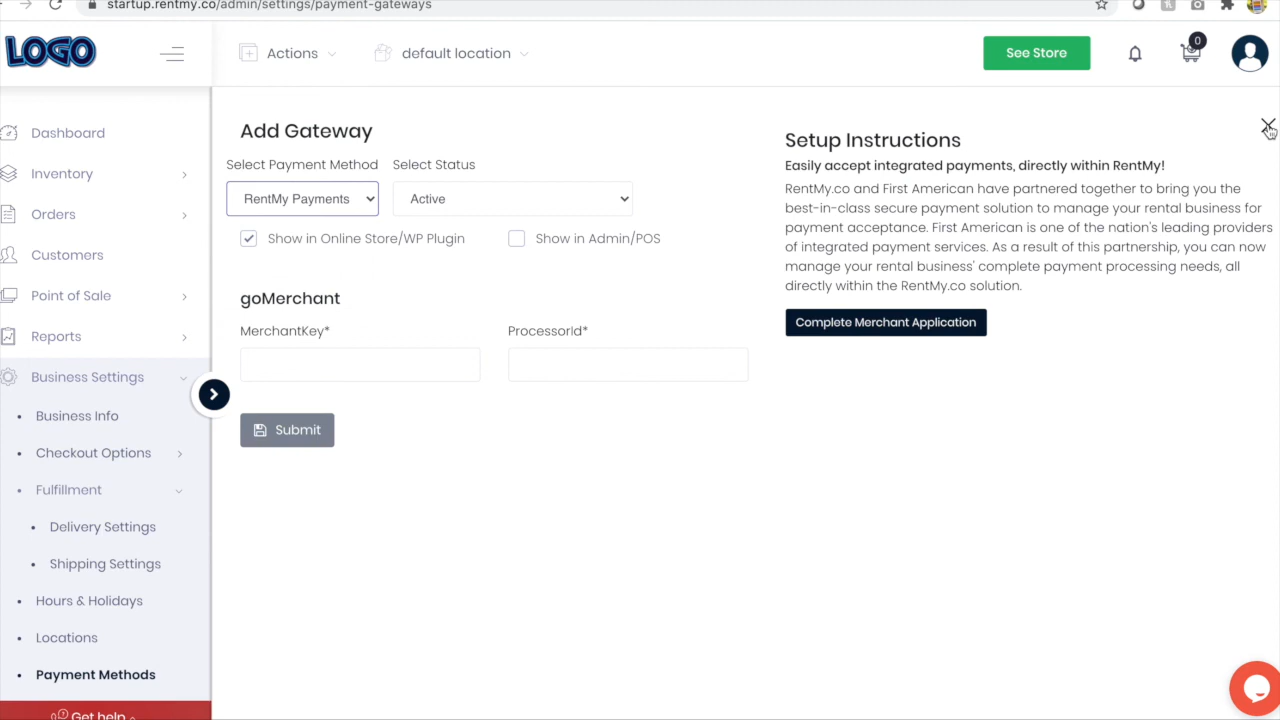 startup.rentmy.co/admin/settings/payment-gateways
LOGO
Actions
default location
See Store
0
Dashboard
Inventory
Orders
Customers
Point of Sale
Reports
Business Settings
Business Info
Checkout Options
Fulfillment
Delivery Settings
Shipping Settings
Hours & Holidays
Locations
Payment Methods
Get help
Add Gateway
Select Payment Method
Select Status
RentMy Payments
Active
Show in Online Store/WP Plugin
Show in Admin/POS
goMerchant
MerchantKey*
ProcessorId*
Submit
Setup Instructions
Easily accept integrated payments, directly within RentMy!
RentMy.co and First American have partnered together to bring you the
best-in-class secure payment solution to manage your rental business for
payment acceptance. First American is one of the nation's leading providers
of integrated payment services. As a result of this partnership, you can now
manage your rental business' complete payment processing needs, all
directly within the RentMy.co solution.
Complete Merchant Application